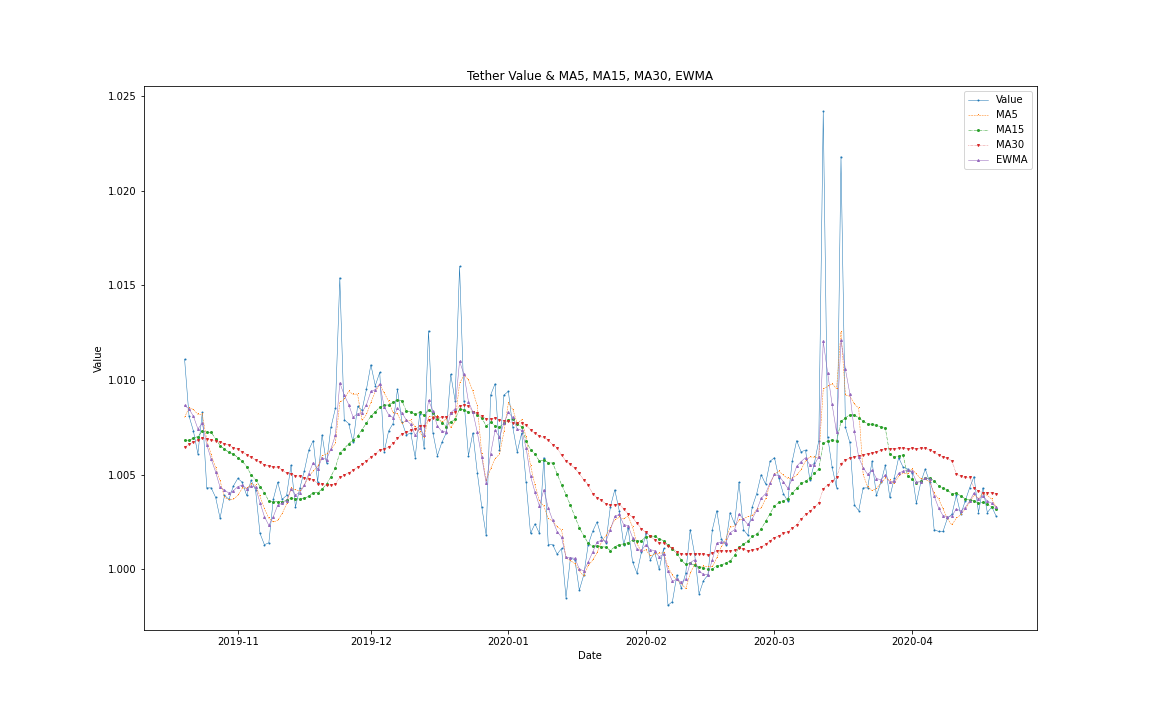 Tether Value & MA5, MA15, MA30, EWMA
1.025
1.020
1.015
1.010
1.005
1.000
Value
Value
MA5
MA15
MA30
EWMA
2019-11
2019-12
2020-01
2020-02
2020-03
2020-04
Date